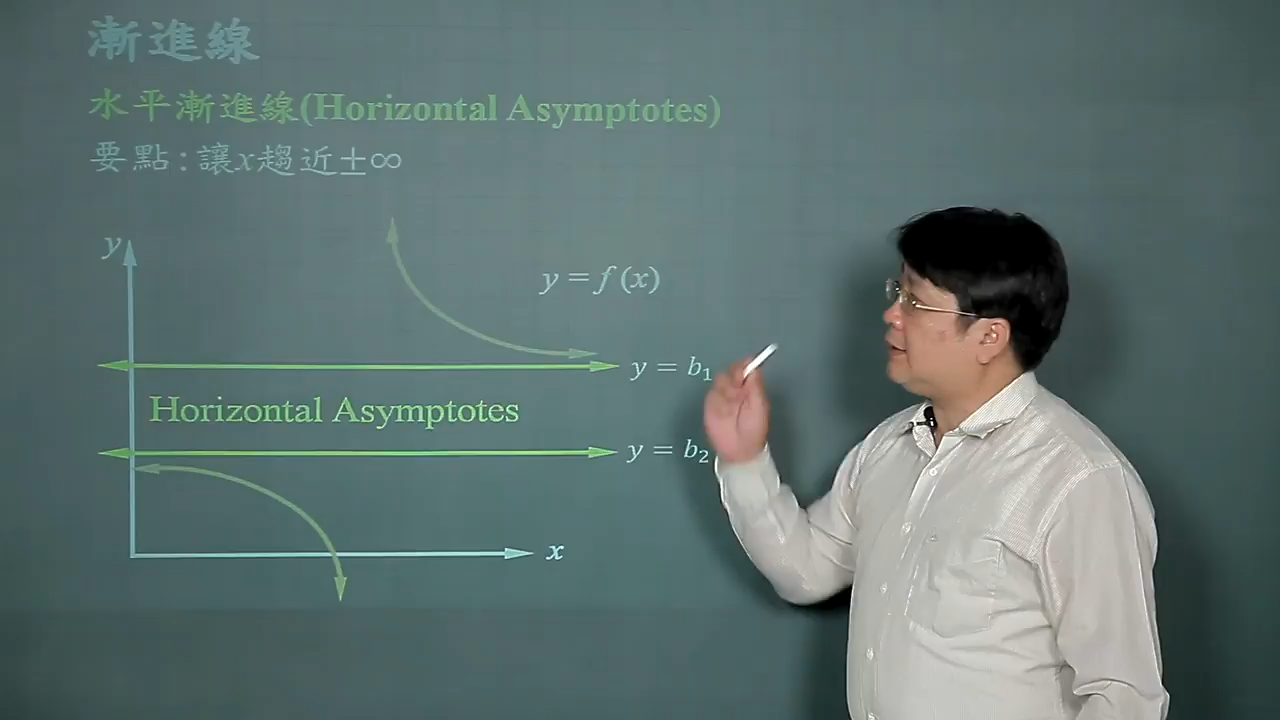 漸進線
水平漸進線(Horizontal Asymptotes)
要點:讓x趨近±∞
y
y = f (x)
y = b₁
Horizontal Asymptotes
y = b₂
x